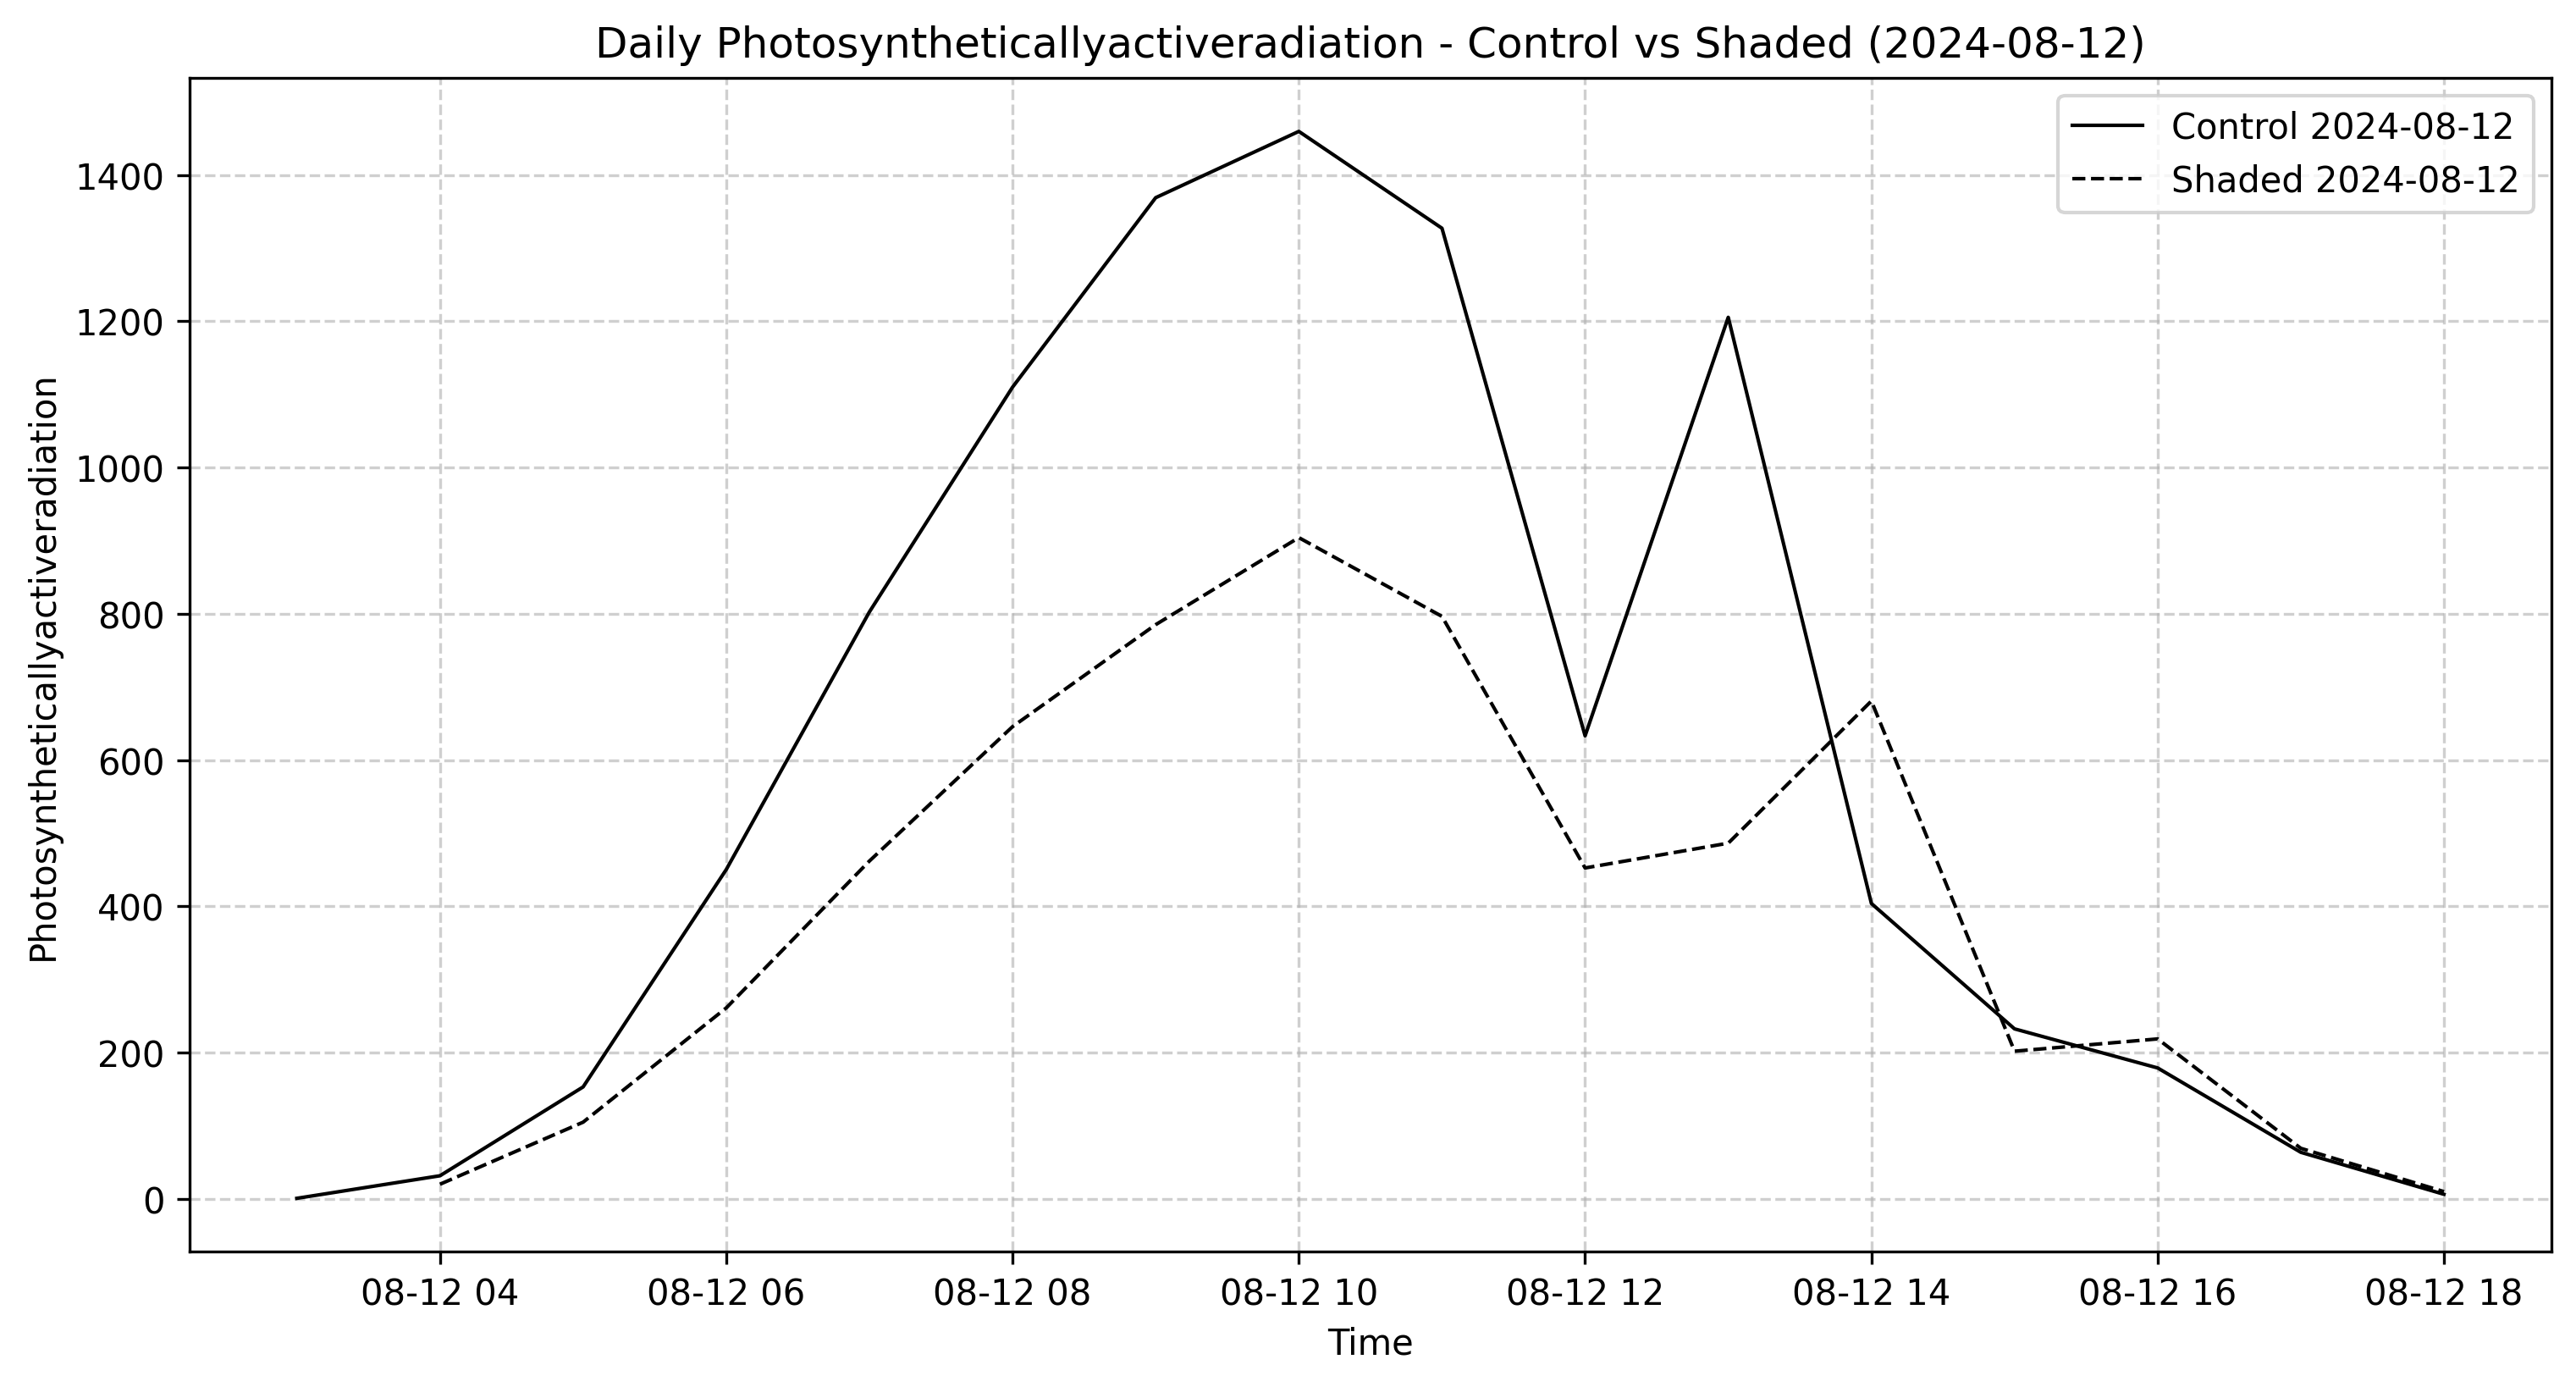 Daily Photosyntheticallyactiveradiation - Control vs Shaded (2024-08-12)
Control 2024-08-12
Shaded 2024-08-12
Photosyntheticallyactiveradiation
1400
1200
1000
800
600
400
200
0
08-12 04 08-12 06 08-12 08 08-12 10 08-12 12 08-12 14 08-12 16 08-12 18
Time